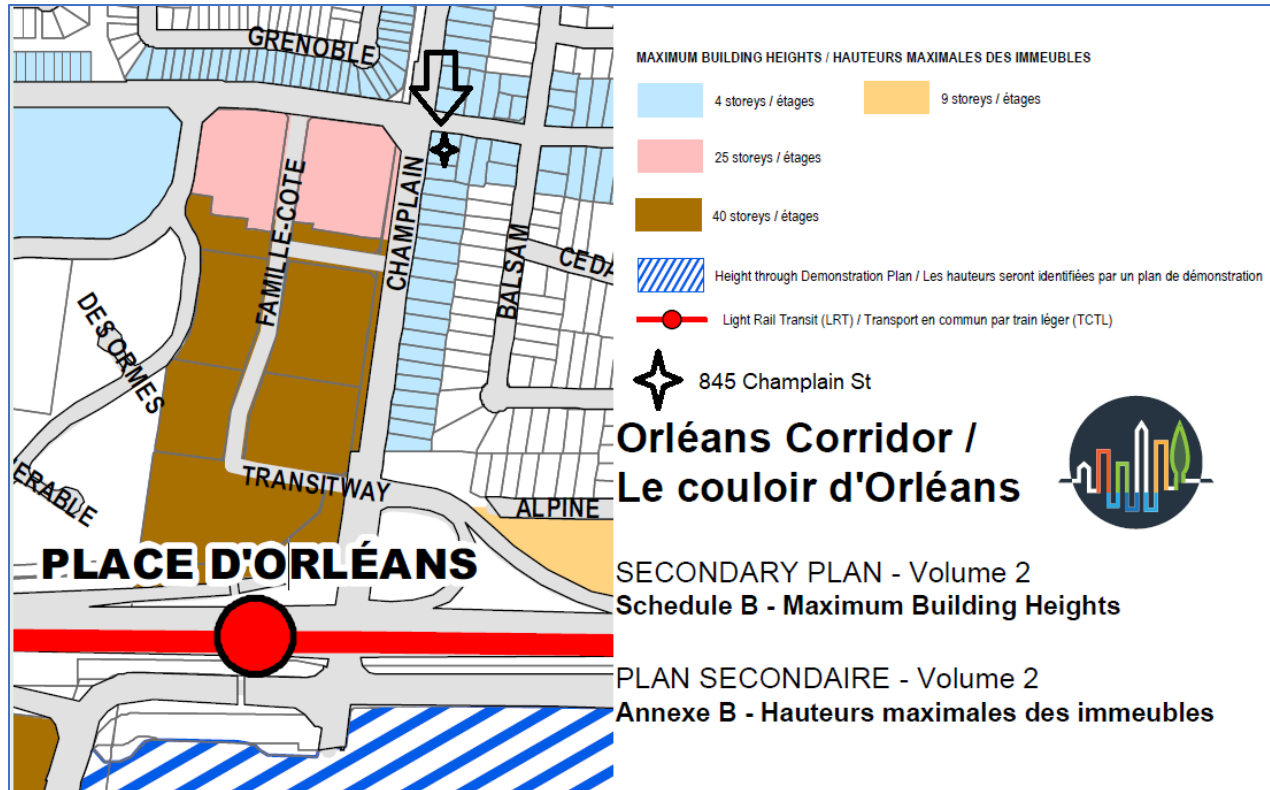 GRENOBLE
FAMILLE-COTE
CHAMPLAIN
BALSAM
CEDA
DES ORMES
ERABLE
TRANSITWAY
ALPINE
PLACE D'ORLÉANS
MAXIMUM BUILDING HEIGHTS / HAUTEURS MAXIMALES DES IMMEUBLES
4 storeys / étages
9 storeys / étages
25 storeys / étages
40 storeys / étages
Height through Demonstration Plan / Les hauteurs seront identifiées par un plan de démonstration
Light Rail Transit (LRT) / Transport en commun par train léger (TCTL)
845 Champlain St
Orléans Corridor /
Le couloir d'Orléans
SECONDARY PLAN - Volume 2
Schedule B - Maximum Building Heights
PLAN SECONDAIRE - Volume 2
Annexe B - Hauteurs maximales des immeubles